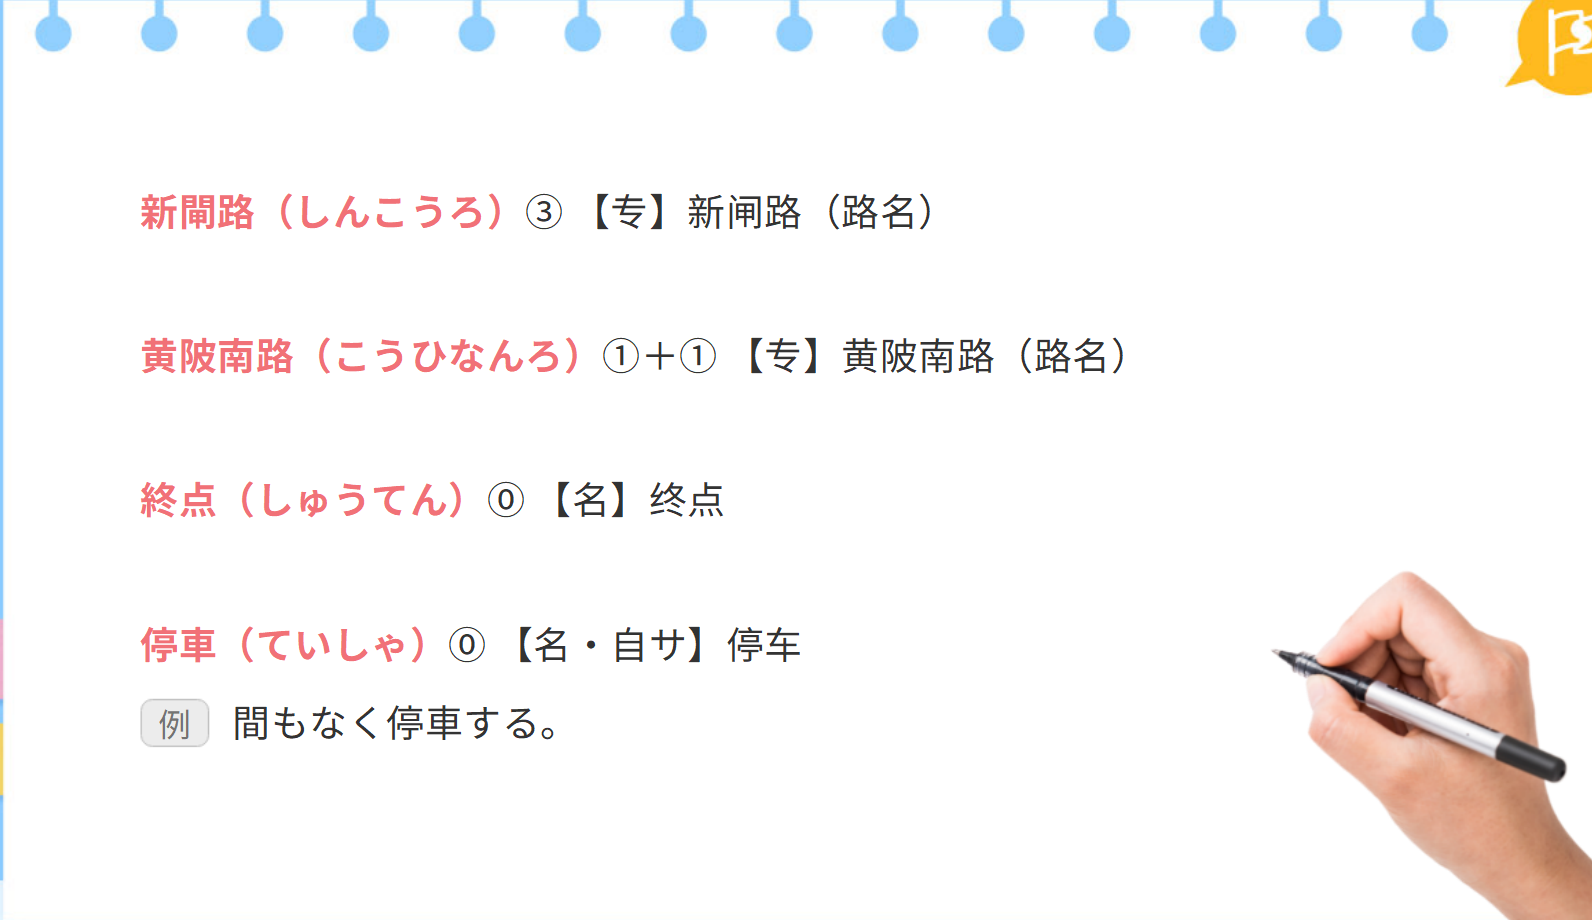 新閘路（しんこうろ）③ 【专】新闸路（路名）
黄陂南路（こうひなんろ）①＋① 【专】黄陂南路（路名）
終点（しゅうてん）⓪ 【名】终点
停車（ていしゃ）⓪ 【名・自サ】停车
例 間もなく停車する。